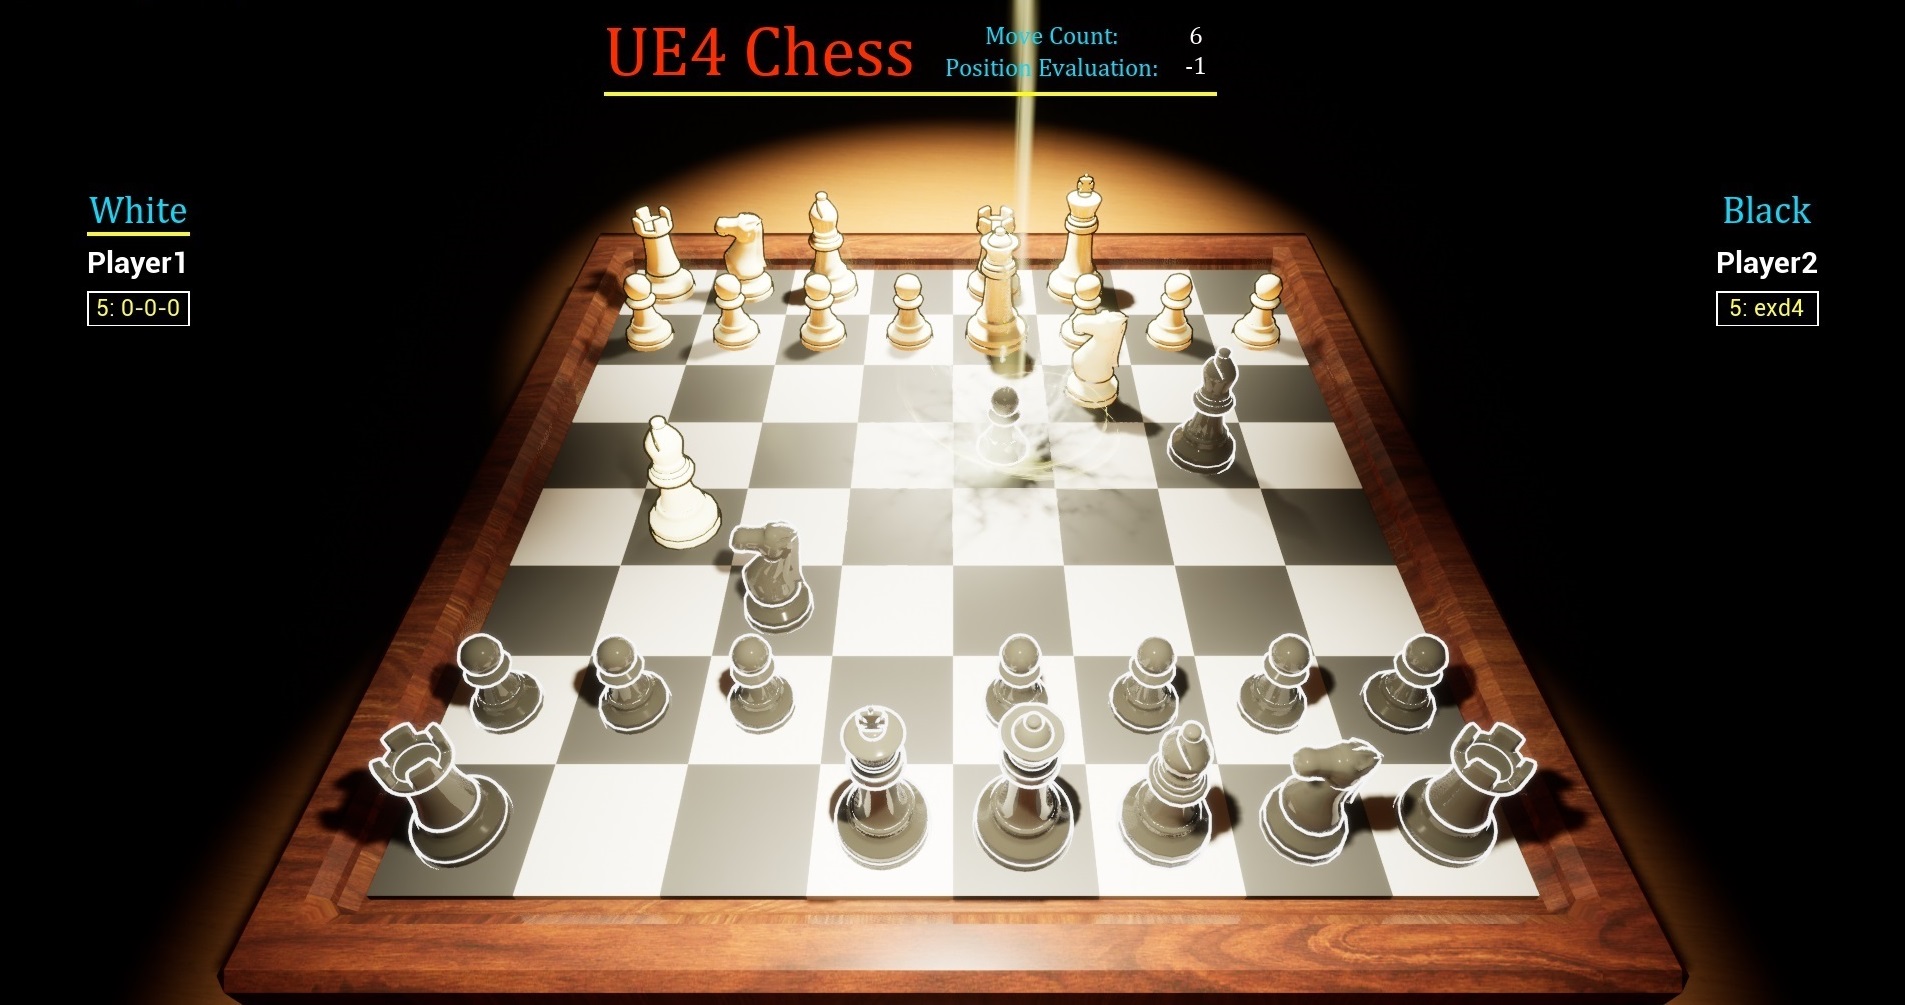 UE4 Chess
Move Count: 6
Position Evaluation: -1
White
Player1
5: 0-0-0
Black
Player2
5: exd4